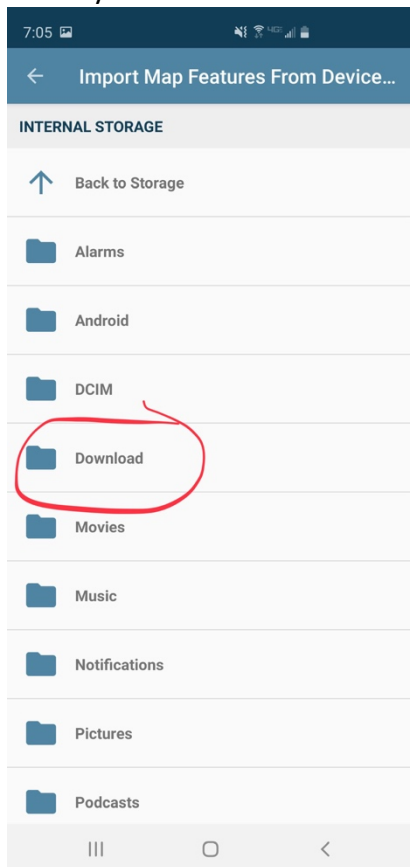 7:05
Import Map Features From Device...
INTERNAL STORAGE
Back to Storage
Alarms
Android
DCIM
Download
Movies
Music
Notifications
Pictures
Podcasts